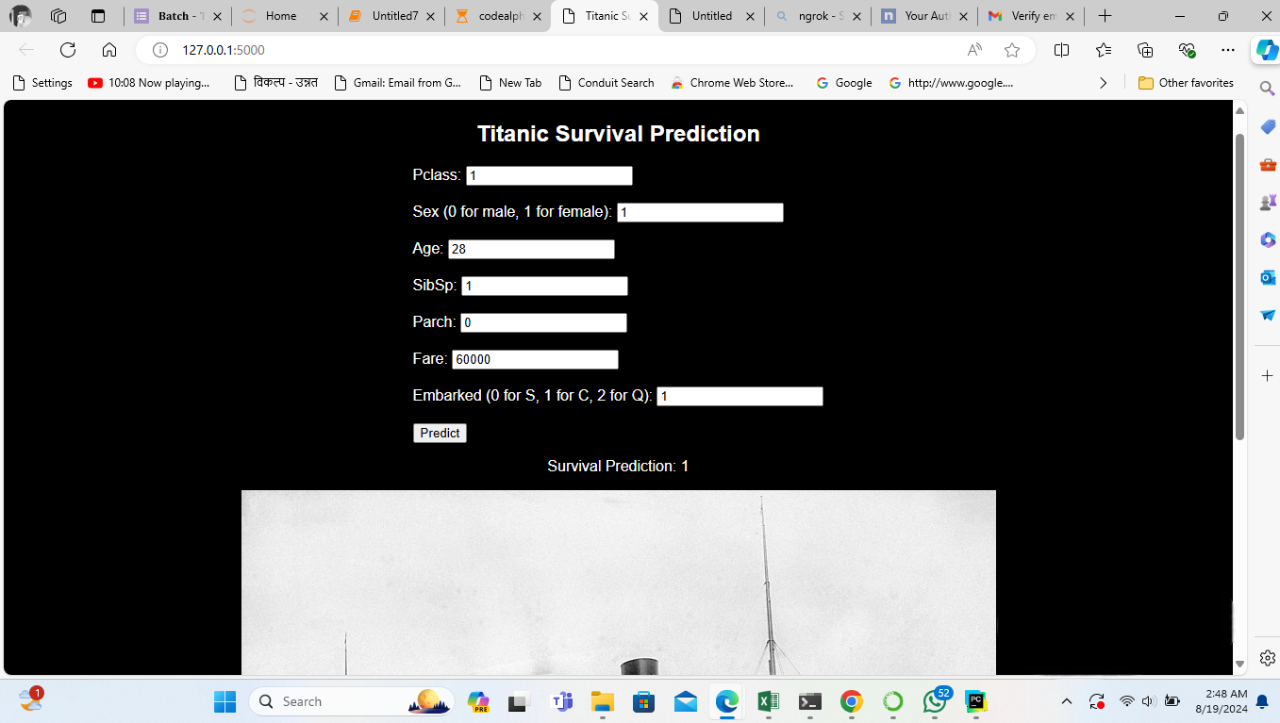 Batch - T
Home
Untitled7
codealph
Titanic Su
Untitled
ngrok - S
Your Aut
Verify em
127.0.0.1:5000
Settings
10:08 Now playing...
विकल्प - उन्नत
Gmail: Email from G...
New Tab
Conduit Search
Chrome Web Store...
Google
http://www.google....
Other favorites
Titanic Survival Prediction
Pclass: 1
Sex (0 for male, 1 for female): 1
Age: 28
SibSp: 1
Parch: 0
Fare: 60000
Embarked (0 for S, 1 for C, 2 for Q): 1
Predict
Survival Prediction: 1
1
Search
PRE
52
PC
2:48 AM
8/19/2024